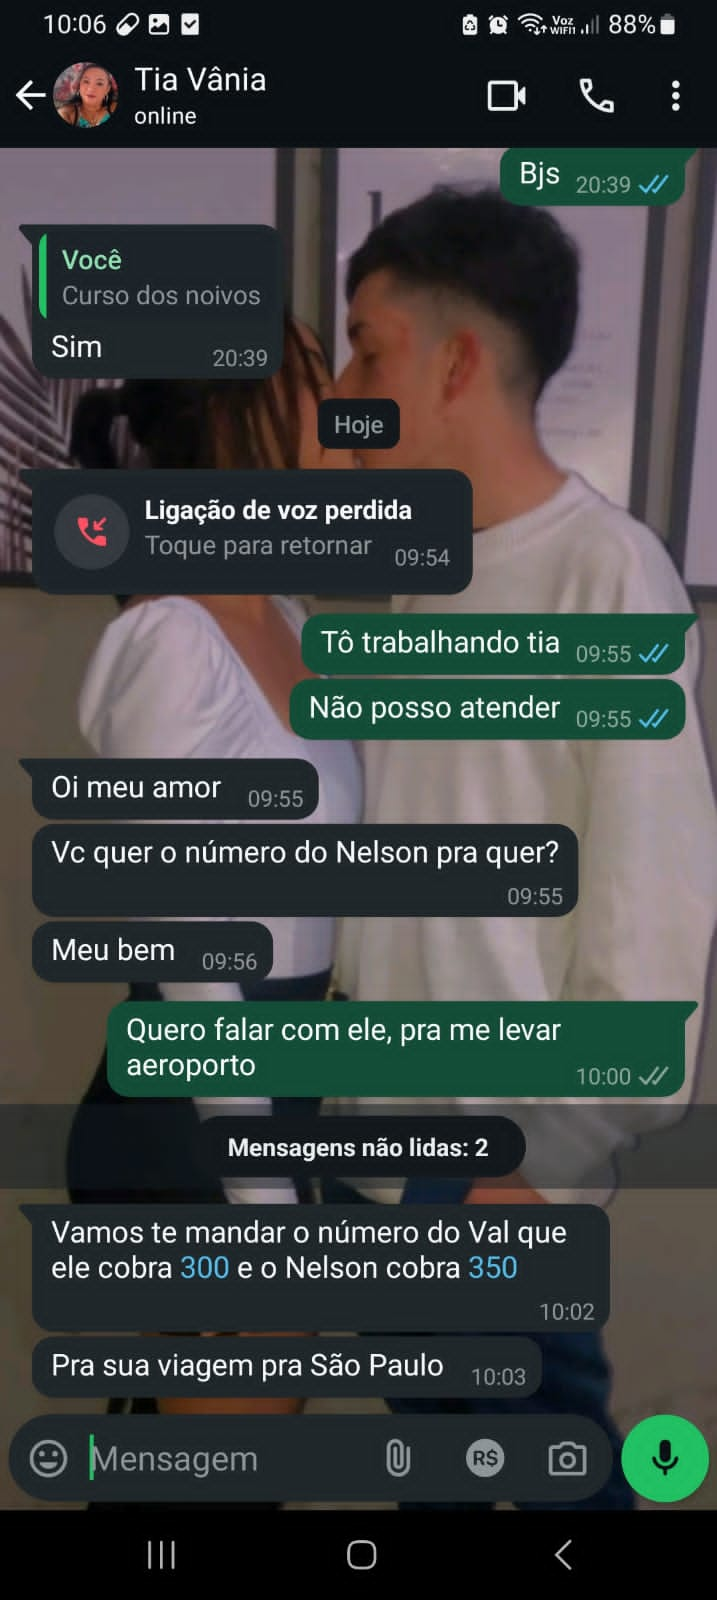 10:06
Voz
WIFI1
88%
Tia Vânia
online
Bjs 20:39
Você
Curso dos noivos
Sim 20:39
Hoje
Ligação de voz perdida
Toque para retornar 09:54
Tô trabalhando tia 09:55
Não posso atender 09:55
Oi meu amor 09:55
Vc quer o número do Nelson pra quer?
09:55
Meu bem 09:56
Quero falar com ele, pra me levar
aeroporto
10:00
Mensagens não lidas: 2
Vamos te mandar o número do Val que
ele cobra 300 e o Nelson cobra 350
10:02
Pra sua viagem pra São Paulo 10:03
Mensagem
R$